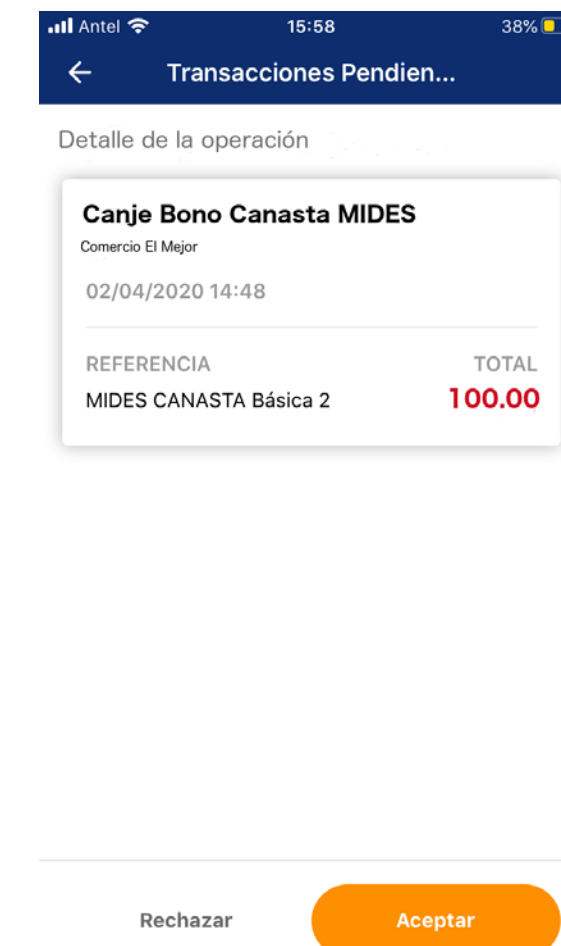 Antel 15:58 38%
← Transacciones Pendien...
Detalle de la operación
Canje Bono Canasta MIDES
Comercio El Mejor
02/04/2020 14:48
REFERENCIA TOTAL
MIDES CANASTA Básica 2 100.00
Rechazar Aceptar